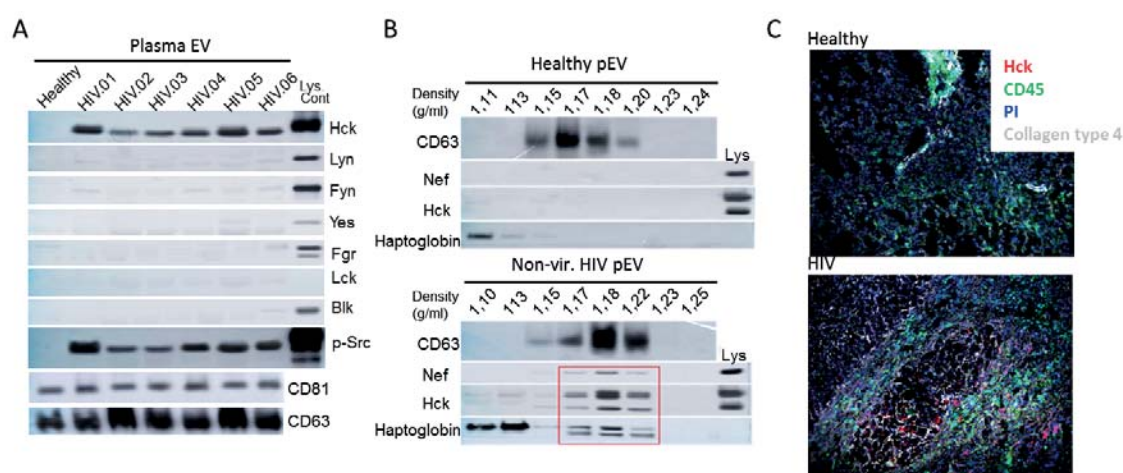 A
Plasma EV
Healthy
HIV.01
HIV.02
HIV.03
HIV.04
HIV.05
HIV.06
Lys.
Cont
Hck
Lyn
Fyn
Yes
Fgr
Lck
Blk
p-Src
CD81
CD63
B
Healthy pEV
Density
(g/ml)
1,11
113
1,15
1,17
1,18
1,20
1,23
1,24
CD63
Lys
Nef
Hck
Haptoglobin
Non-vir. HIV pEV
Density
(g/ml)
1,10
113
1,15
1,17
1,18
1,22
1,23
1,25
CD63
Lys
Nef
Hck
Haptoglobin
C
Healthy
Hck
CD45
PI
Collagen type 4
HIV